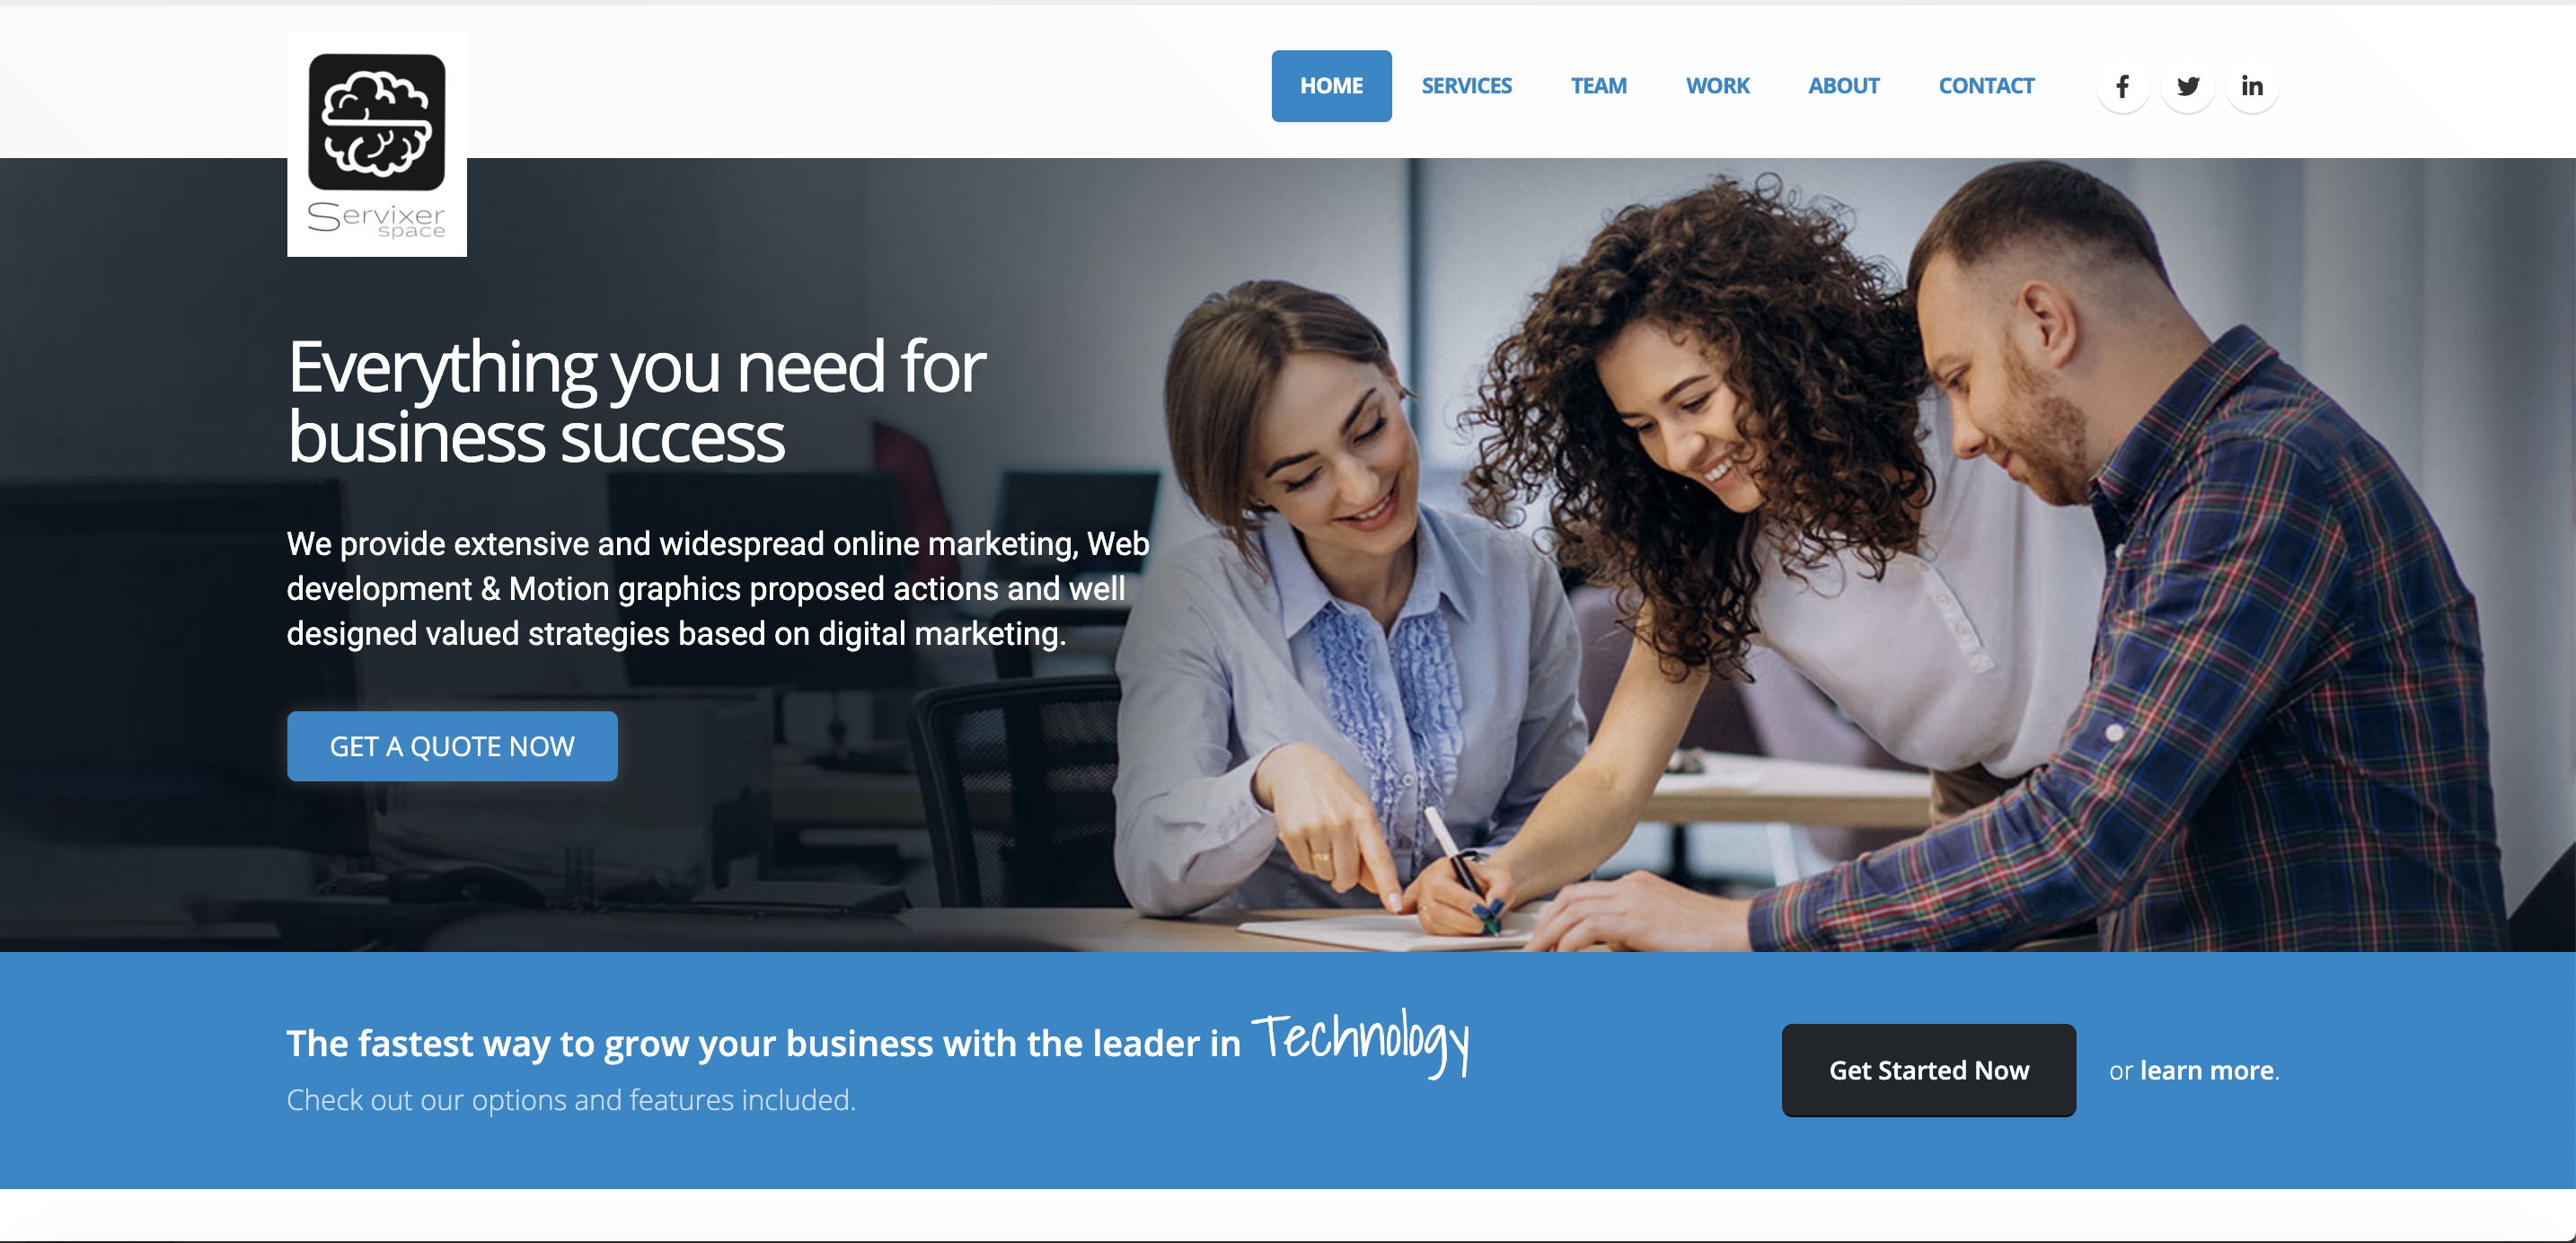 Servixer
space
HOME
SERVICES
TEAM
WORK
ABOUT
CONTACT
Everything you need for
business success
We provide extensive and widespread online marketing, Web
development & Motion graphics proposed actions and well
designed valued strategies based on digital marketing.
GET A QUOTE NOW
The fastest way to grow your business with the leader in Technology
Check out our options and features included.
Get Started Now
or learn more.